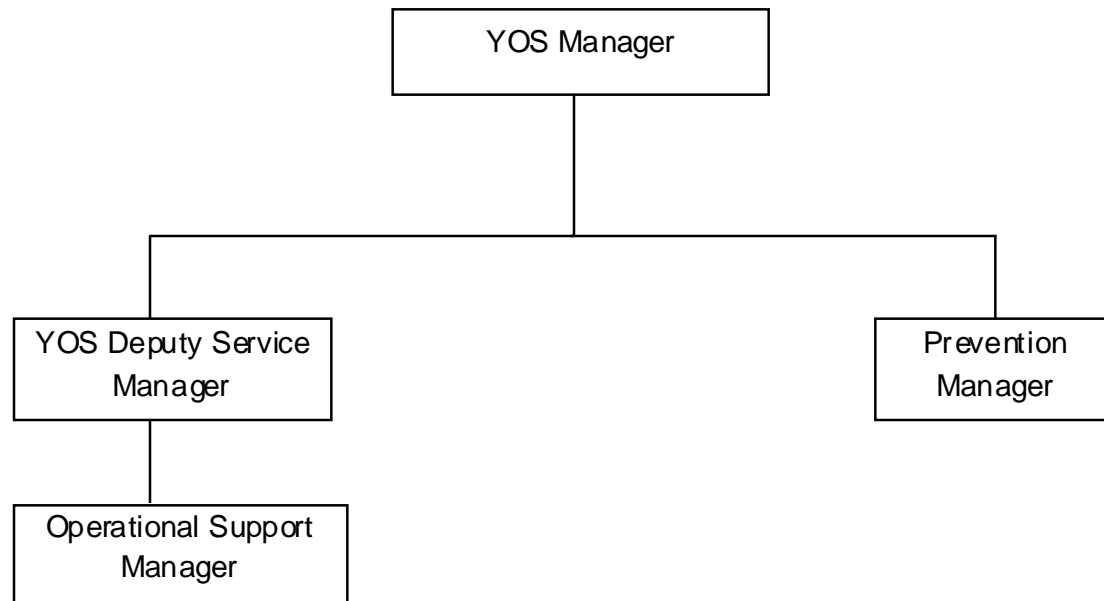 YOS Manager
YOS Deputy Service
Manager
Prevention
Manager
Operational Support
Manager